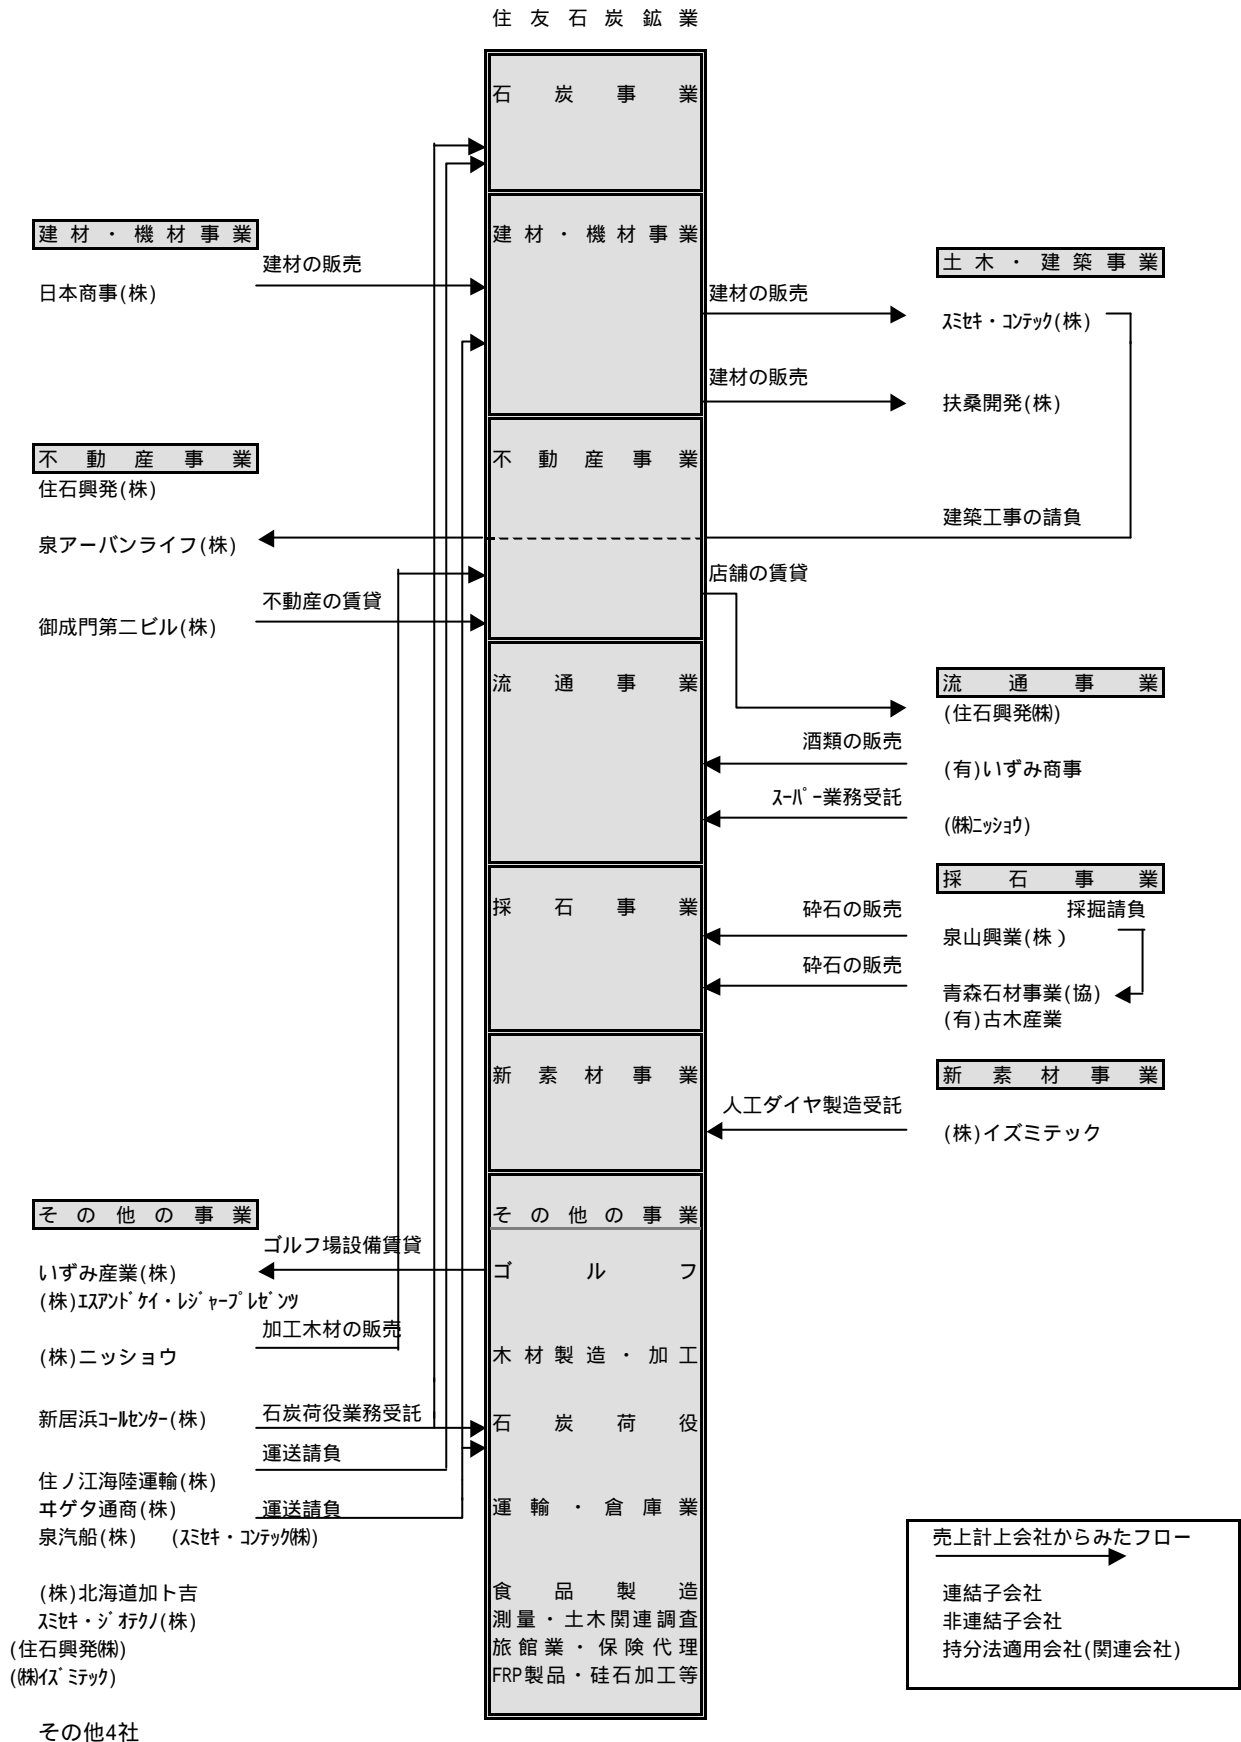 住友石炭鉱業
石炭事業
建材・機材事業
建材・機材事業
建材の販売
土木・建築事業
日本商事(株)
建材の販売
ｽﾐｾｷ・ｺﾝﾃｯｸ(株)
建材の販売
扶桑開発(株)
不動産事業
不動産事業
住石興発(株)
建築工事の請負
泉アーバンライフ(株)
店舗の賃貸
不動産の賃貸
御成門第二ビル(株)
流通事業
流通事業
(住石興発㈱)
酒類の販売
(有)いずみ商事
ｽｰﾊﾟｰ業務受託
(㈱ﾆｯｼｮｳ)
採石事業
採石事業
砕石の販売
採掘請負
泉山興業(株)
砕石の販売
青森石材事業(協)
(有)古木産業
新素材事業
新素材事業
人工ダイヤ製造受託
(株)イズミテック
その他の事業
その他の事業
ゴルフ場設備賃貸
いずみ産業(株)
ゴルフ
(株)ｴｽｱﾝﾄﾞｹｲ・ﾚｼﾞｬｰﾌﾟﾚｾﾞﾝﾂ
加工木材の販売
(株)ニッショウ
木材製造・加工
新居浜ｺｰﾙｾﾝﾀｰ(株)
石炭荷役業務受託
石炭荷役
運送請負
住ノ江海陸運輸(株)
ヰゲタ通商(株)
運送請負
運輸・倉庫業
泉汽船(株) (ｽﾐｾｷ・ｺﾝﾃｯｸ㈱)
売上計上会社からみたフロー
(株)北海道加ト吉
食品製造
連結子会社
ｽﾐｾｷ・ｼﾞｵﾃｸﾉ(株)
測量・土木関連調査
非連結子会社
(住石興発㈱)
旅館業・保険代理
持分法適用会社(関連会社)
(㈱ｲｽﾞﾐﾃｯｸ)
FRP製品・硅石加工等
その他4社